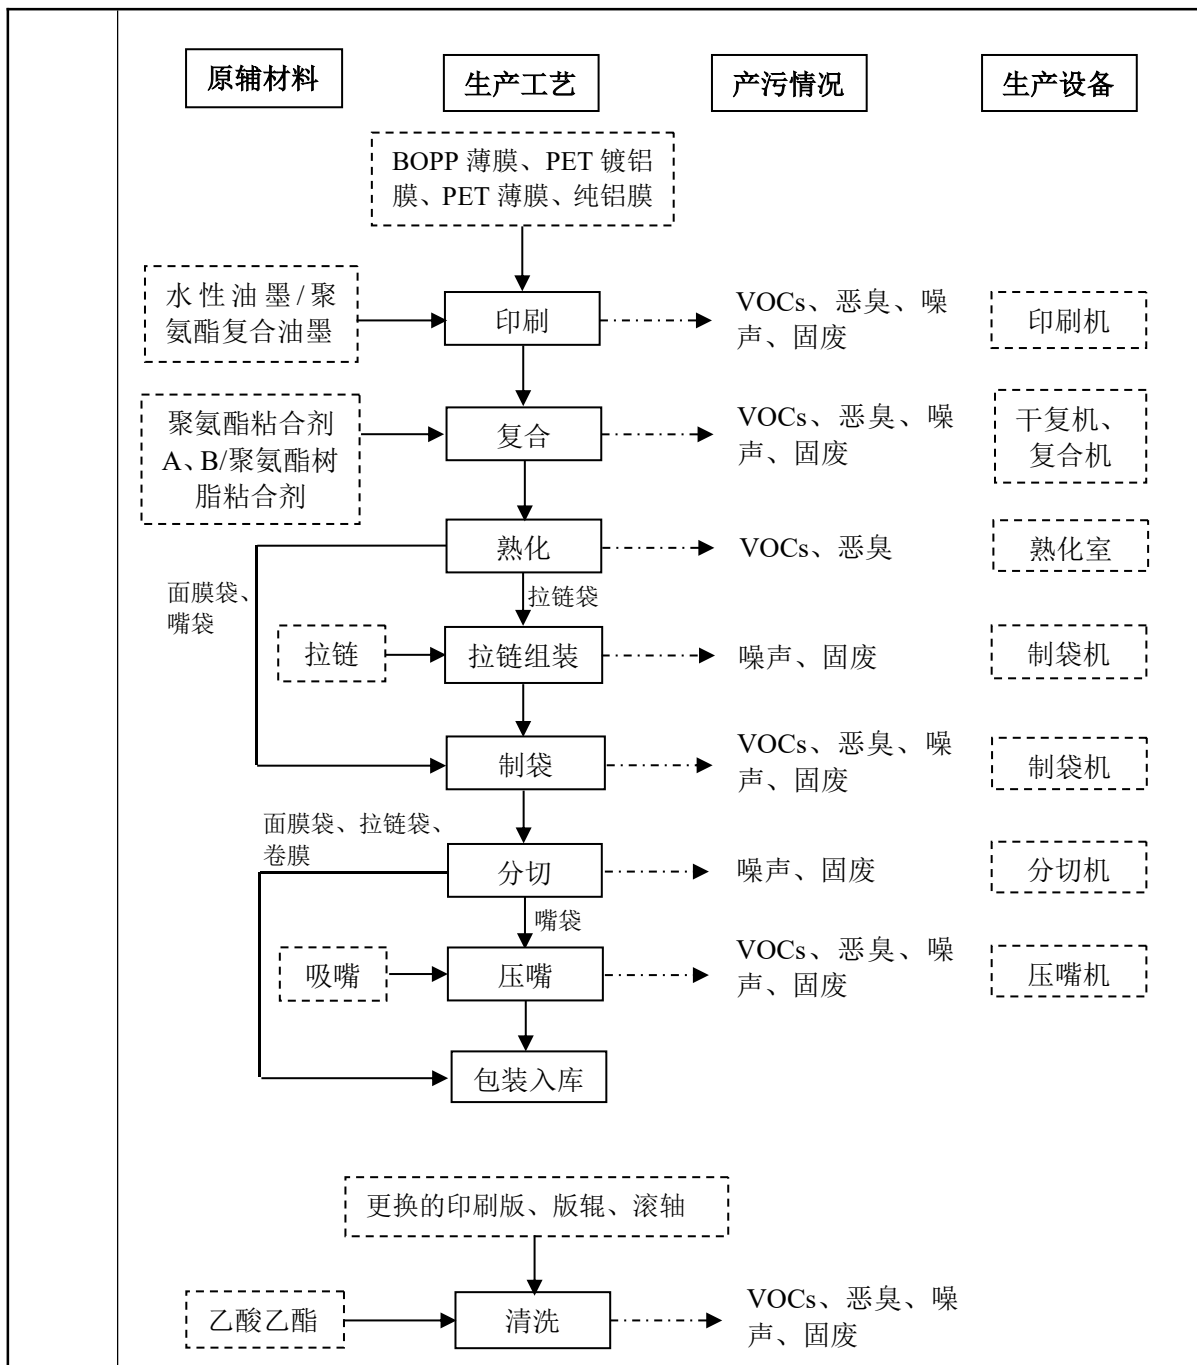 原辅材料
生产工艺
产污情况
生产设备
BOPP 薄膜、PET 镀铝
膜、PET 薄膜、纯铝膜
水性油墨/聚
氨酯复合油墨
印刷
VOCs、恶臭、噪
声、固废
印刷机
聚氨酯粘合剂
A、B/聚氨酯树
脂粘合剂
复合
VOCs、恶臭、噪
声、固废
干复机、
复合机
熟化
VOCs、恶臭
熟化室
面膜袋、
嘴袋
拉链袋
拉链
拉链组装
噪声、固废
制袋机
制袋
VOCs、恶臭、噪
声、固废
制袋机
面膜袋、拉链袋、
卷膜
分切
噪声、固废
分切机
嘴袋
吸嘴
压嘴
VOCs、恶臭、噪
声、固废
压嘴机
包装入库
更换的印刷版、版辊、滚轴
乙酸乙酯
清洗
VOCs、恶臭、噪
声、固废